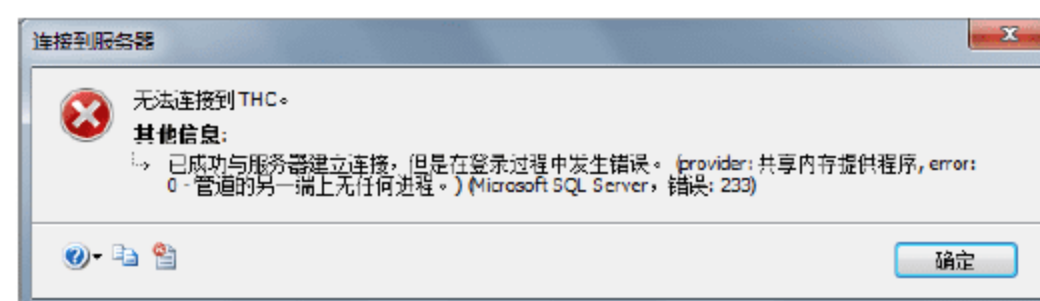 连接到服务器
无法连接到 THC。
其他信息:
已成功与服务器建立连接，但是在登录过程中发生错误。 (provider: 共享内存提供程序, error:
0 - 管道的另一端上无任何进程。) (Microsoft SQL Server，错误: 233)
确定